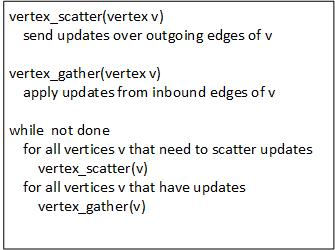 vertex_scatter(vertex v)
send updates over outgoing edges of v
vertex_gather(vertex v)
apply updates from inbound edges of v
while not done
for all vertices v that need to scatter updates
vertex_scatter(v)
for all vertices v that have updates
vertex_gather(v)